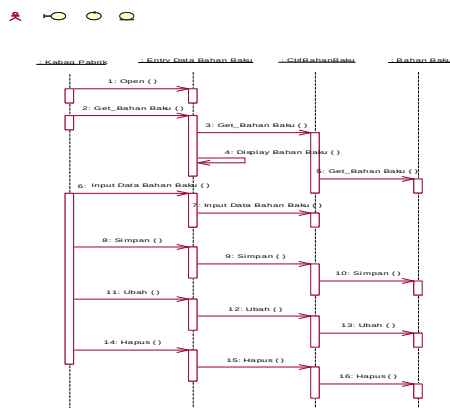 : Kabag Pabrik
: Entry Data Bahan Baku
: CtrlBahanBaku
: Bahan Baku
1: Open ( )
2: Get_Bahan Baku ( )
3: Get_Bahan Baku ( )
4: Display Bahan Baku ( )
5: Get_Bahan Baku ( )
6: Input Data Bahan Baku ( )
7: Input Data Bahan Baku ( )
8: Simpan ( )
9: Simpan ( )
10: Simpan ( )
11: Ubah ( )
12: Ubah ( )
13: Ubah ( )
14: Hapus ( )
15: Hapus ( )
16: Hapus ( )